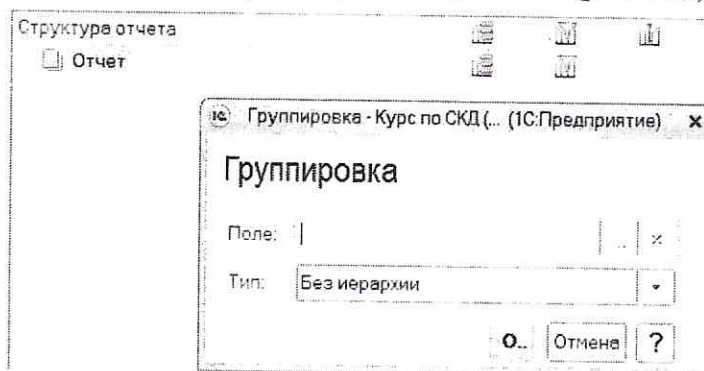 Структура отчета
Отчет
Группировка - Курс по СКД (... (1С:Предприятие) x
Группировка
Поле:
.. x
Тип: Без иерархии
О.. Отмена ?